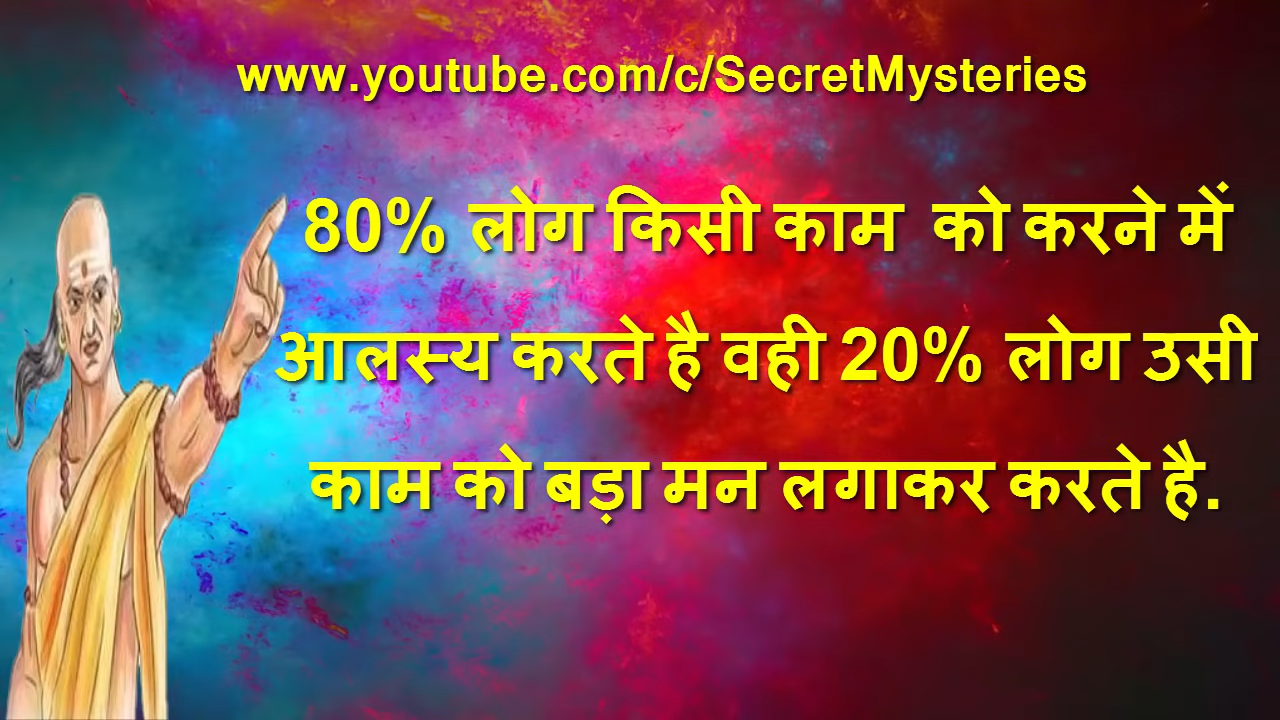 www.youtube.com/c/SecretMysteries
80% लोग किसी काम को करने में
आलस्य करते है वही 20% लोग उसी
काम को बड़ा मन लगाकर करते है.